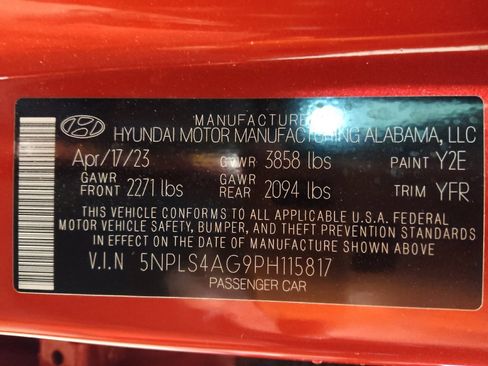 MANUFACTURED
HYUNDAI MOTOR MANUFACTURING ALABAMA, LLC
Apr/17/23 GVWR 3858 lbs PAINT Y2E
GAWR FRONT 2271 lbs GAWR REAR 2094 lbs TRIM YFR
THIS VEHICLE CONFORMS TO ALL APPLICABLE U.S.A. FEDERAL
MOTOR VEHICLE SAFETY, BUMPER, AND THEFT PREVENTION STANDARDS
IN EFFECT ON THE DATE OF MANUFACTURE SHOWN ABOVE.
V.I.N 5NPLS4AG9PH115817
PASSENGER CAR